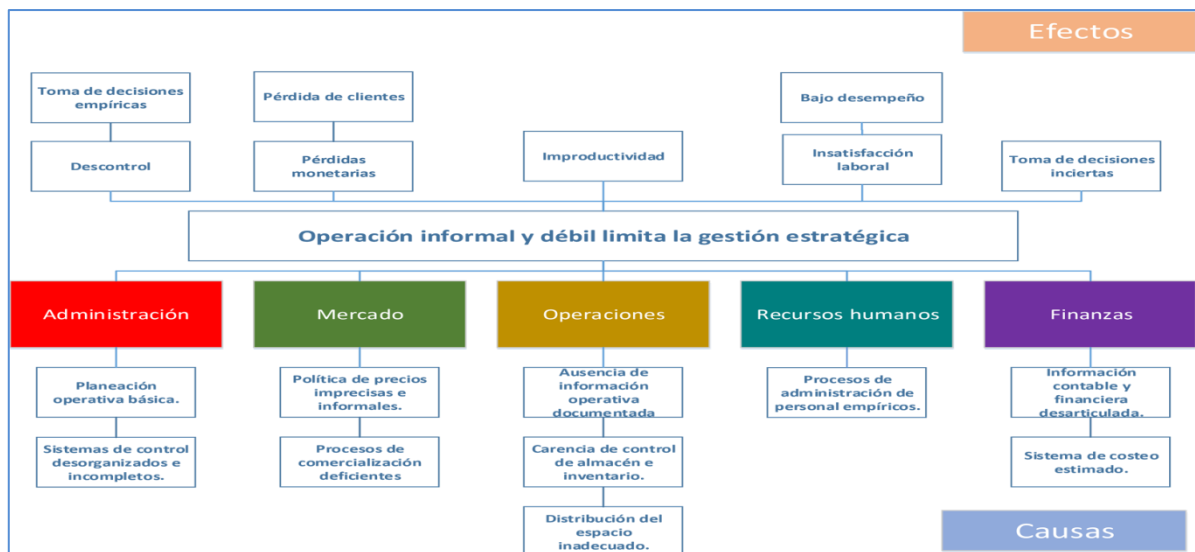 Efectos
Toma de decisiones
empíricas
Pérdida de clientes
Bajo desempeño
Descontrol
Pérdidas
monetarias
Improductividad
Insatisfacción
laboral
Toma de decisiones
inciertas
Operación informal y débil limita la gestión estratégica
Administración
Mercado
Operaciones
Recursos humanos
Finanzas
Planeación
operativa básica.
Política de precios
imprecisas e
informales.
Ausencia de
información
operativa
documentada
Procesos de
administración de
personal empíricos.
Información
contable y
financiera
desarticulada.
Sistemas de control
desorganizados e
incompletos.
Procesos de
comercialización
deficientes
Carencia de control
de almacén e
inventario.
Sistema de costeo
estimado.
Distribución del
espacio
inadecuado.
Causas